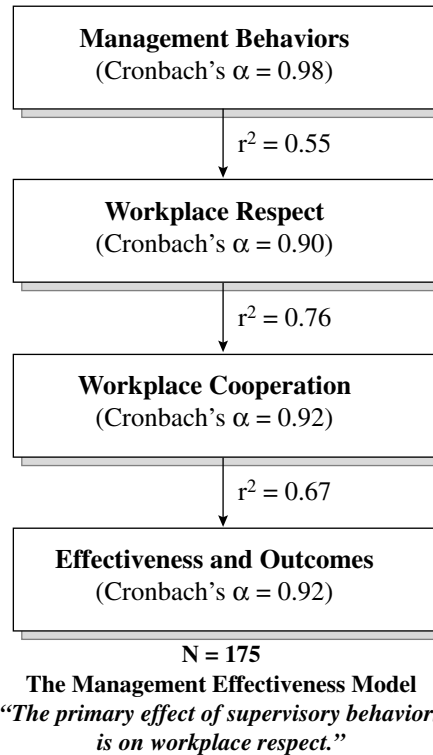 Management Behaviors
(Cronbach's α = 0.98)
r² = 0.55
Workplace Respect
(Cronbach's α = 0.90)
r² = 0.76
Workplace Cooperation
(Cronbach's α = 0.92)
r² = 0.67
Effectiveness and Outcomes
(Cronbach's α = 0.92)
N = 175
The Management Effectiveness Model
“The primary effect of supervisory behavior
is on workplace respect.”